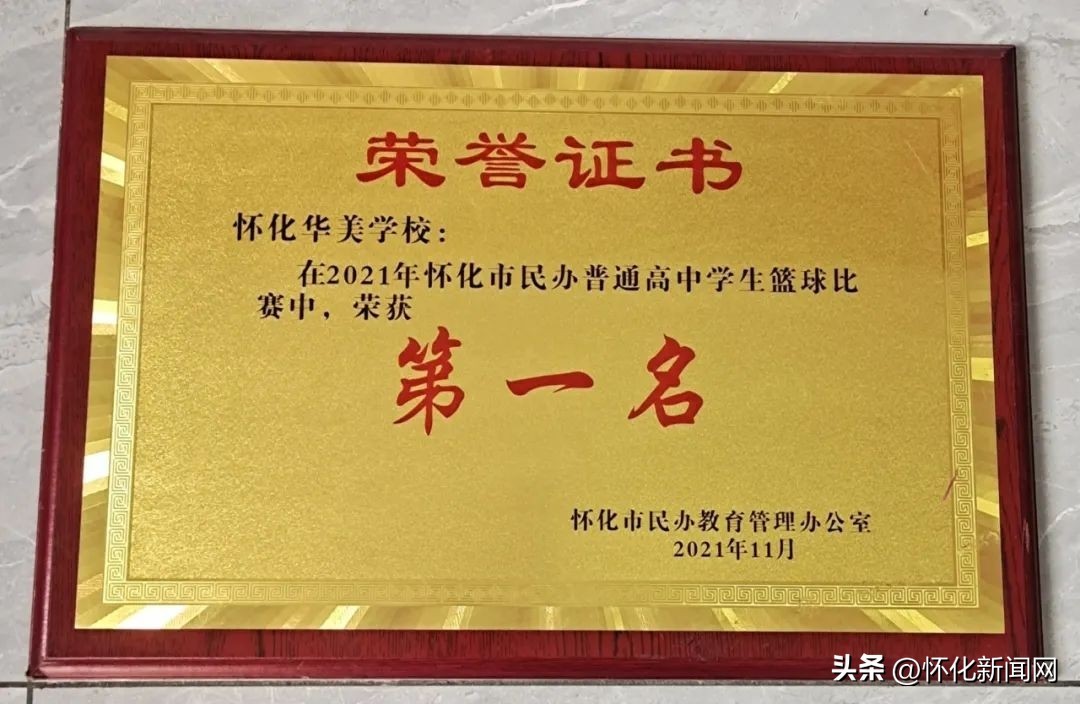 荣誉证书
怀化华美学校：
在2021年怀化市民办普通高中学生篮球比
赛中，荣获
第一名
怀化市民办教育管理办公室
2021年11月
头条 @怀化新闻网